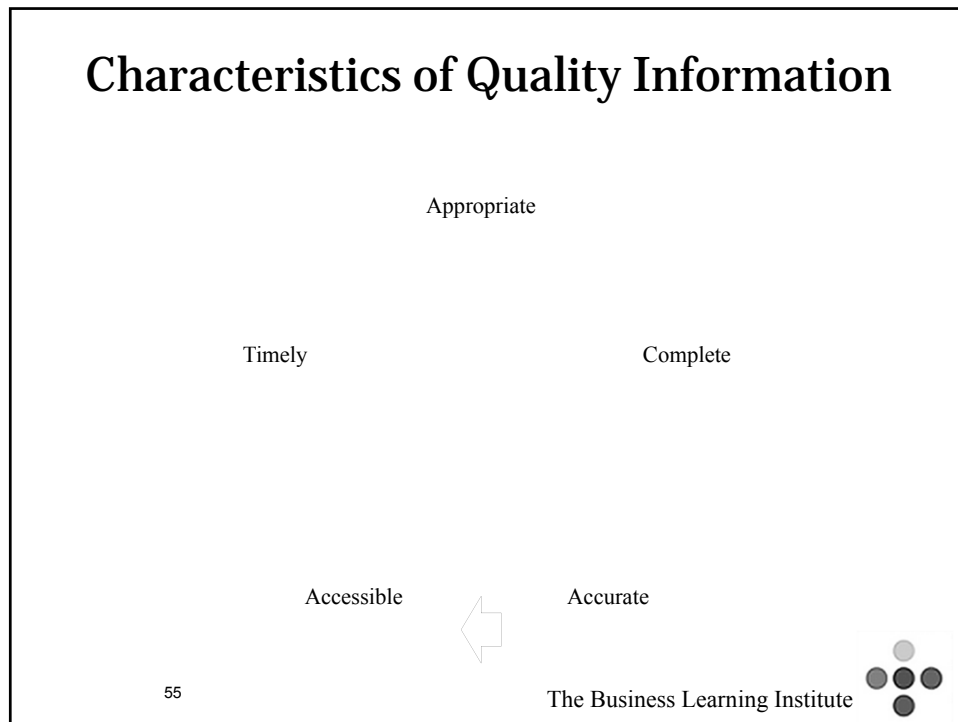 Characteristics of Quality Information
Appropriate
Timely Complete
Accessible Accurate
55 The Business Learning Institute